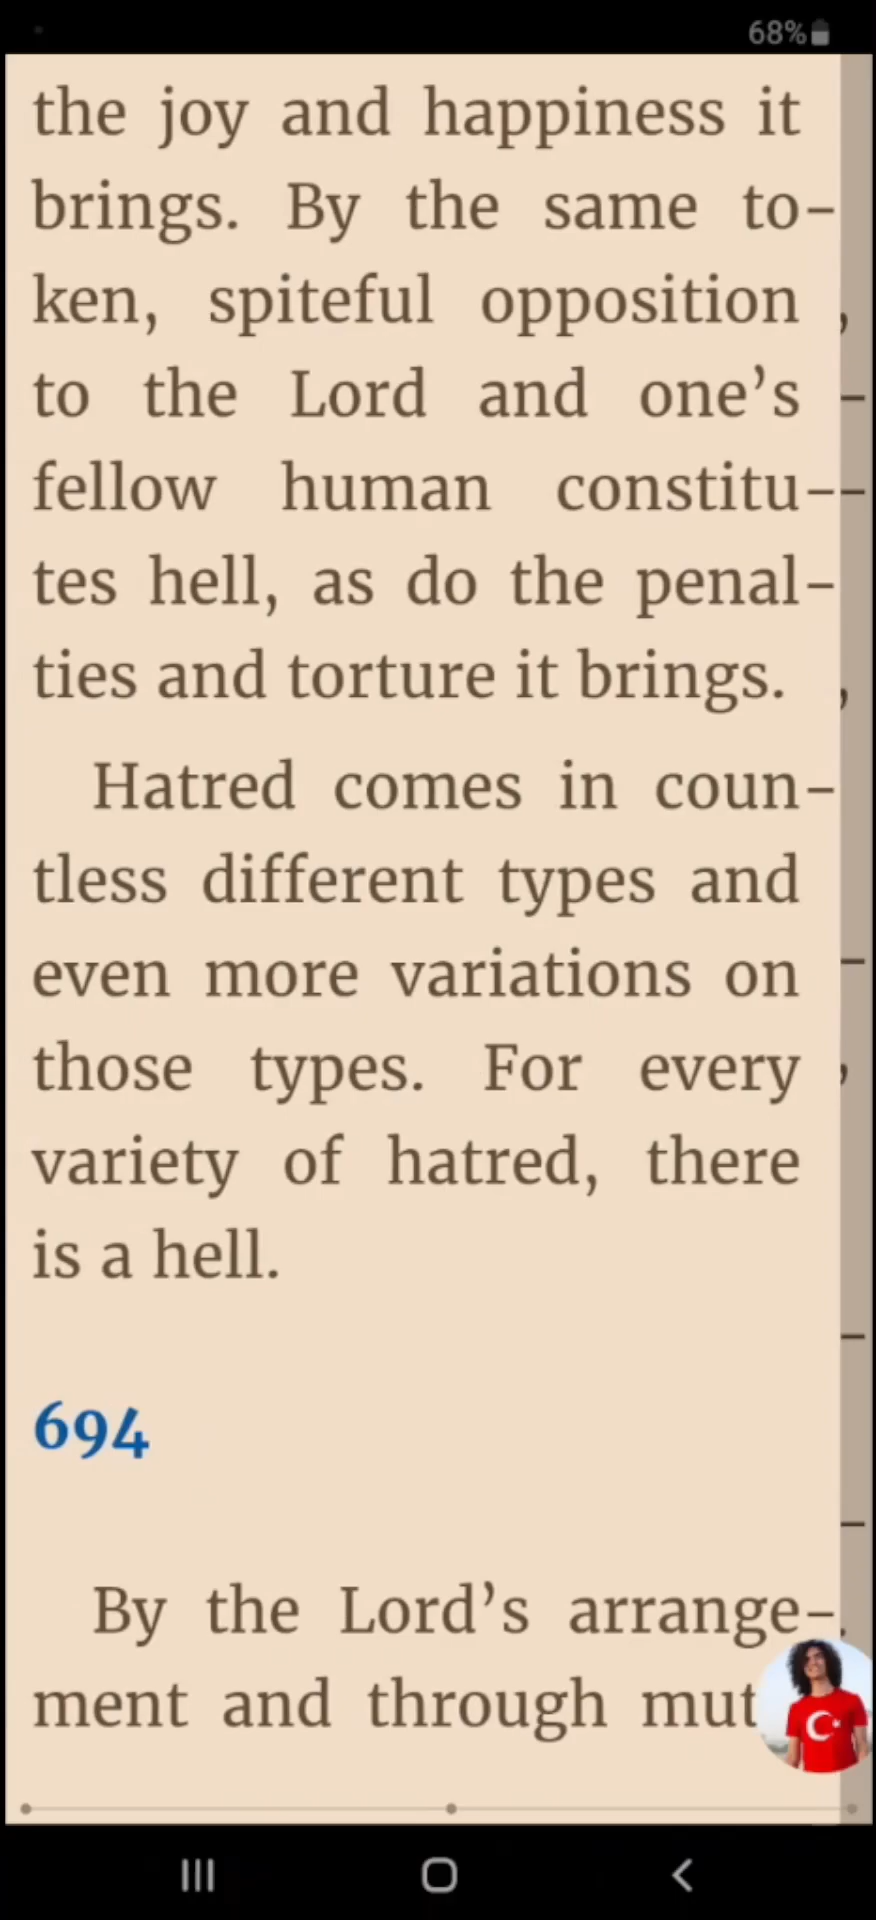 68%
the joy and happiness it
brings. By the same to-
ken, spiteful opposition
to the Lord and one’s
fellow human constitu-
tes hell, as do the penal-
ties and torture it brings.
Hatred comes in coun-
tless different types and
even more variations on
those types. For every
variety of hatred, there
is a hell.
694
By the Lord’s arrange-
ment and through mut